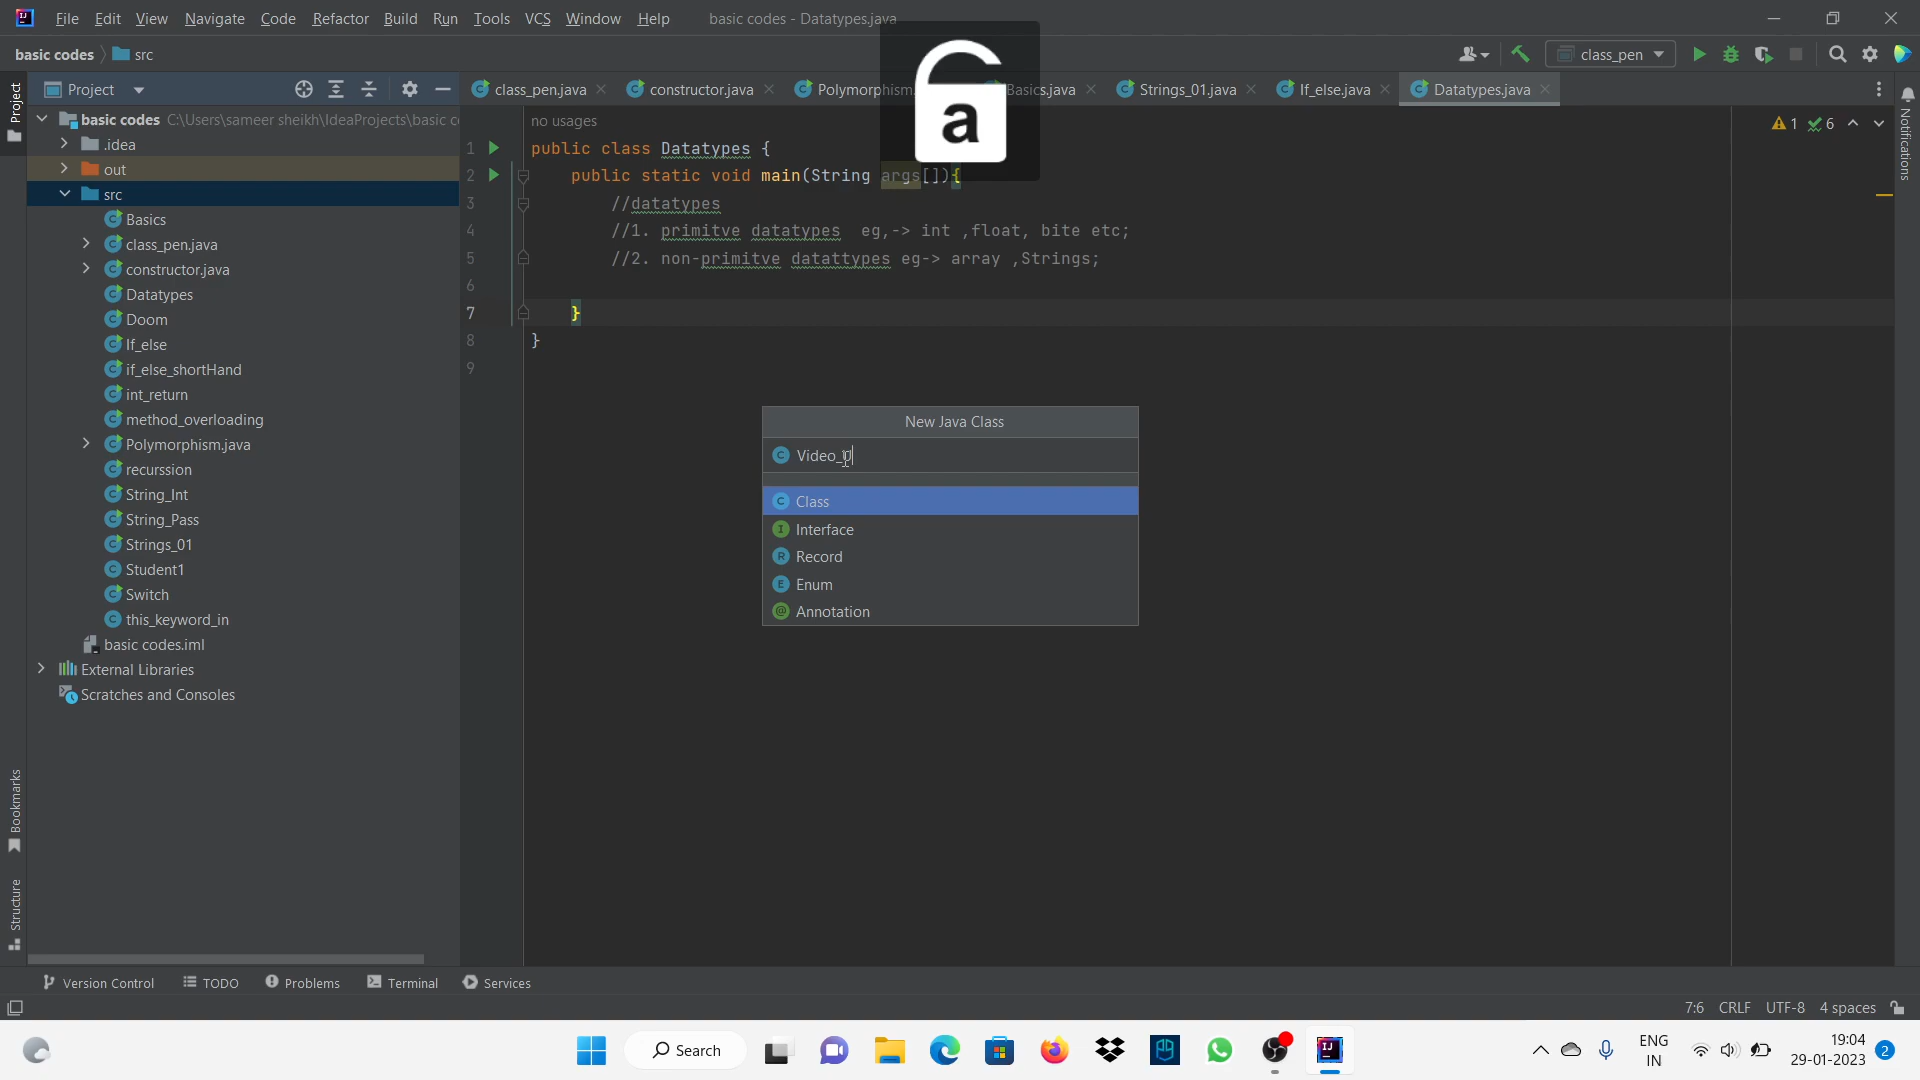 File Edit View Navigate Code Refactor Build Run Tools VCS Window Help basic codes - Datatypes.java
basic codes src
class_pen
Project
class_pen.java constructor.java Polymorphism. Basics.java Strings_01.java If_else.java Datatypes.java
Project
Notifications
basic codes C:\Users\sameer sheikh\IdeaProjects\basic c
.idea
out
src
Basics
class_pen.java
constructor.java
Datatypes
Doom
If_else
if_else_shortHand
int_return
method_overloading
Polymorphism.java
recurssion
String_Int
String_Pass
Strings_01
Student1
Switch
this_keyword_in
basic codes.iml
External Libraries
Scratches and Consoles
a
no usages
1 6
1 public class Datatypes {
2 public static void main(String args[]){
3 //datatypes
4 //1. primitve datatypes eg,-> int ,float, bite etc;
5 //2. non-primitve datattypes eg-> array ,Strings;
6
7 }
8 }
9
New Java Class
Class
Interface
Record
Enum
Annotation
Bookmarks
Structure
Version Control TODO Problems Terminal Services
7:6 CRLF UTF-8 4 spaces
Search
ENG
IN
19:04
29-01-2023
2